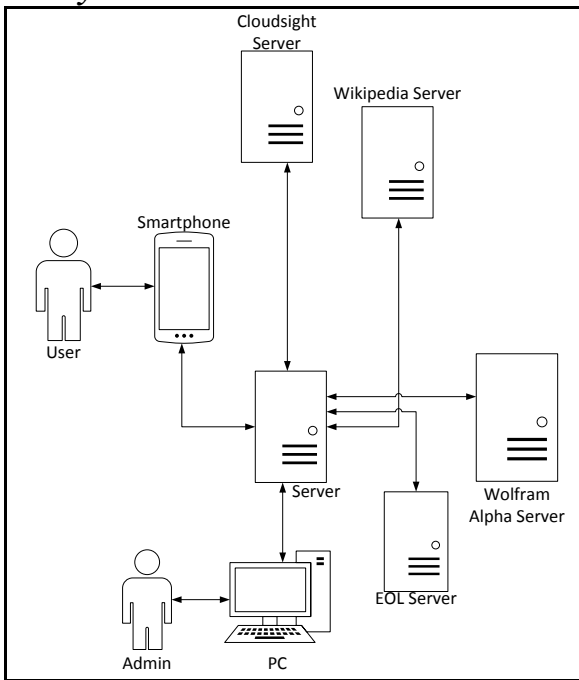 Cloudsight
Server
Wikipedia Server
Smartphone
User
Server
Wolfram
Alpha Server
EOL Server
Admin
PC